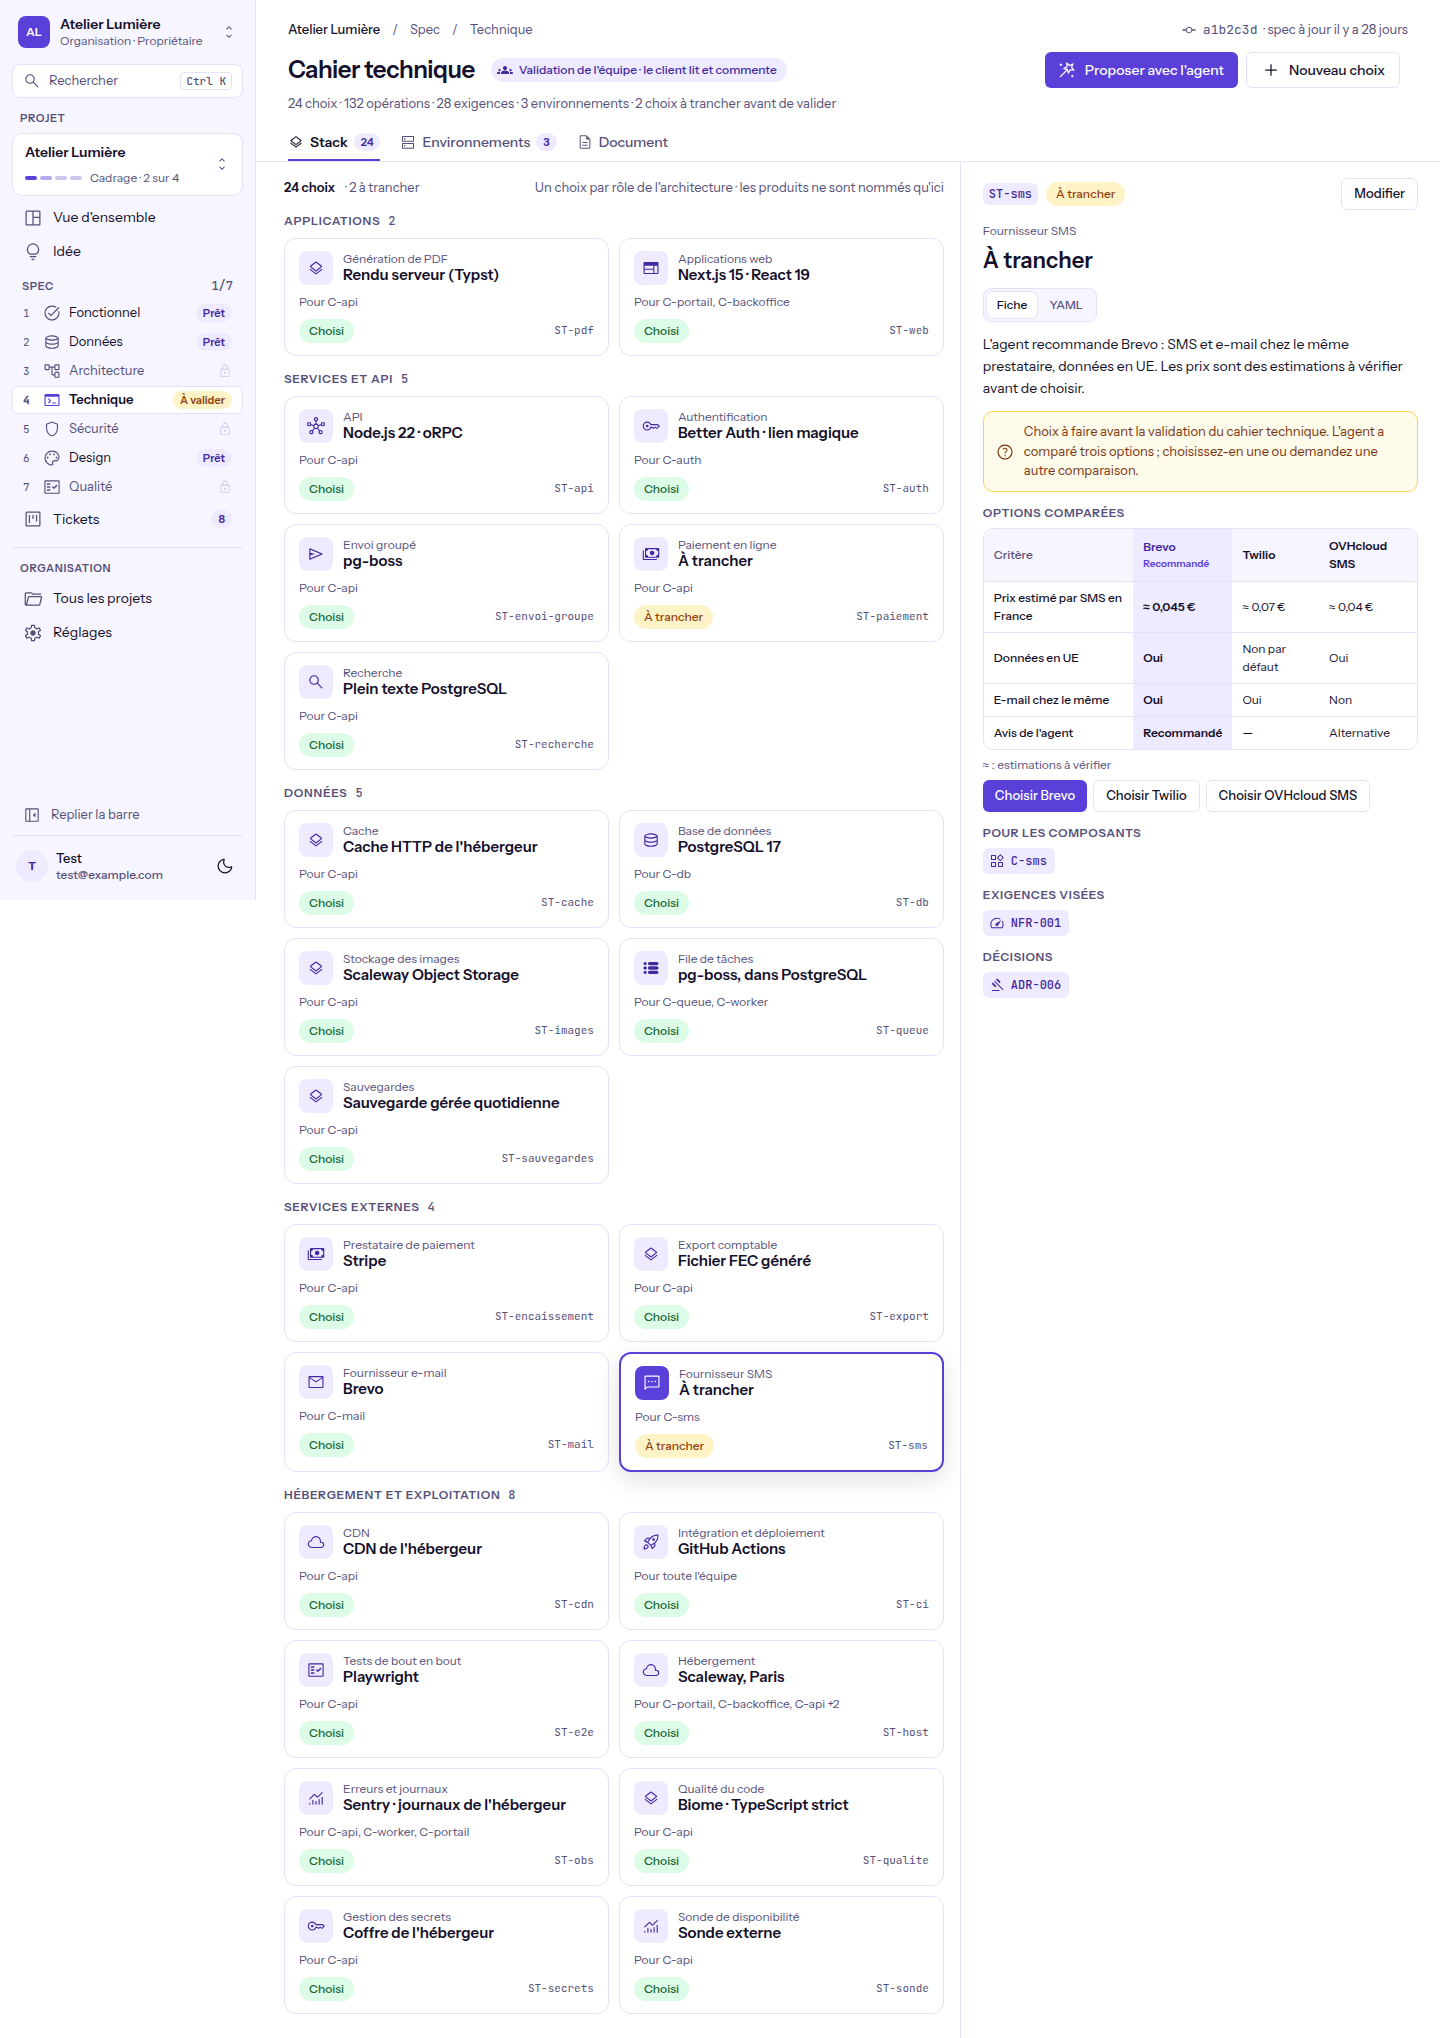 AL
Atelier Lumière
Organisation · Propriétaire
Rechercher
Ctrl K
PROJET
Atelier Lumière
Cadrage · 2 sur 4
Vue d'ensemble
Idée
SPEC 1/7
1 Fonctionnel Prêt
2 Données Prêt
3 Architecture
4 Technique À valider
5 Sécurité
6 Design Prêt
7 Qualité
Tickets 8
ORGANISATION
Tous les projets
Réglages
Replier la barre
T
Test
test@example.com
Atelier Lumière / Spec / Technique
a1b2c3d · spec à jour il y a 28 jours
Cahier technique
Validation de l'équipe · le client lit et commente
Proposer avec l'agent
Nouveau choix
24 choix · 132 opérations · 28 exigences · 3 environnements · 2 choix à trancher avant de valider
Stack 24
Environnements 3
Document
24 choix · 2 à trancher
Un choix par rôle de l'architecture · les produits ne sont nommés qu'ici
APPLICATIONS 2
Génération de PDF
Rendu serveur (Typst)
Pour C-api
Choisi
ST-pdf
Applications web
Next.js 15 · React 19
Pour C-portail, C-backoffice
Choisi
ST-web
SERVICES ET API 5
API
Node.js 22 · oRPC
Pour C-api
Choisi
ST-api
Authentification
Better Auth · lien magique
Pour C-auth
Choisi
ST-auth
Envoi groupé
pg-boss
Pour C-api
Choisi
ST-envoi-groupe
Paiement en ligne
À trancher
Pour C-api
À trancher
ST-paiement
Recherche
Plein texte PostgreSQL
Pour C-api
Choisi
ST-recherche
DONNÉES 5
Cache
Cache HTTP de l'hébergeur
Pour C-api
Choisi
ST-cache
Base de données
PostgreSQL 17
Pour C-db
Choisi
ST-db
Stockage des images
Scaleway Object Storage
Pour C-api
Choisi
ST-images
File de tâches
pg-boss, dans PostgreSQL
Pour C-queue, C-worker
Choisi
ST-queue
Sauvegardes
Sauvegarde gérée quotidienne
Pour C-api
Choisi
ST-sauvegardes
SERVICES EXTERNES 4
Prestataire de paiement
Stripe
Pour C-api
Choisi
ST-encaissement
Export comptable
Fichier FEC généré
Pour C-api
Choisi
ST-export
Fournisseur e-mail
Brevo
Pour C-mail
Choisi
ST-mail
Fournisseur SMS
À trancher
Pour C-sms
À trancher
ST-sms
HÉBERGEMENT ET EXPLOITATION 8
CDN
CDN de l'hébergeur
Pour C-api
Choisi
ST-cdn
Intégration et déploiement
GitHub Actions
Pour toute l'équipe
Choisi
ST-ci
Tests de bout en bout
Playwright
Pour C-api
Choisi
ST-e2e
Hébergement
Scaleway, Paris
Pour C-portail, C-backoffice, C-api +2
Choisi
ST-host
Erreurs et journaux
Sentry · journaux de l'hébergeur
Pour C-api, C-worker, C-portail
Choisi
ST-obs
Qualité du code
Biome · TypeScript strict
Pour C-api
Choisi
ST-qualite
Gestion des secrets
Coffre de l'hébergeur
Pour C-api
Choisi
ST-secrets
Sonde de disponibilité
Sonde externe
Pour C-api
Choisi
ST-sonde
ST-sms
À trancher
Modifier
Fournisseur SMS
À trancher
Fiche
YAML
L'agent recommande Brevo : SMS et e-mail chez le même
prestataire, données en UE. Les prix sont des estimations à vérifier
avant de choisir.
Choix à faire avant la validation du cahier technique. L'agent a
comparé trois options ; choisissez-en une ou demandez une
autre comparaison.
OPTIONS COMPARÉES
Critère
Brevo
Recommandé
Twilio
OVHcloud
SMS
Prix estimé par SMS en
France
≈ 0,045 €
≈ 0,07 €
≈ 0,04 €
Données en UE
Oui
Non par
défaut
Oui
E-mail chez le même
Oui
Oui
Non
Avis de l'agent
Recommandé
—
Alternative
≈ : estimations à vérifier
Choisir Brevo
Choisir Twilio
Choisir OVHcloud SMS
POUR LES COMPOSANTS
C-sms
EXIGENCES VISÉES
NFR-001
DÉCISIONS
ADR-006